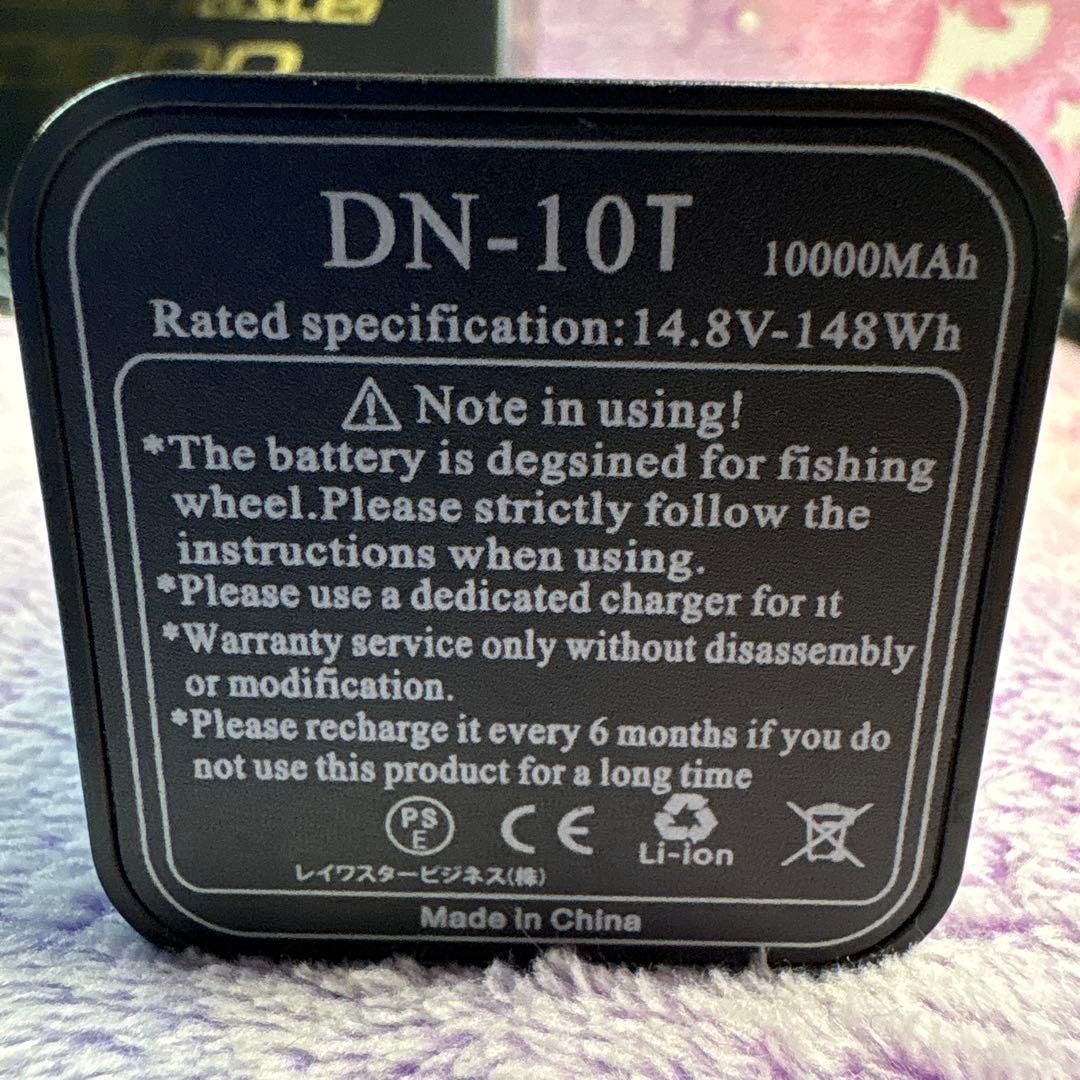 DN-10T 10000MAh
Rated specification:14.8V-148Wh
Note in using!
*The battery is degsined for fishing
wheel.Please strictly follow the
instructions when using.
*Please use a dedicated charger for it
*Warranty service only without disassembly
or modification.
*Please recharge it every 6 months if you do
not use this product for a long time
PS
E
CE
Li-ion
レイワスタービジネス(株)
Made in China